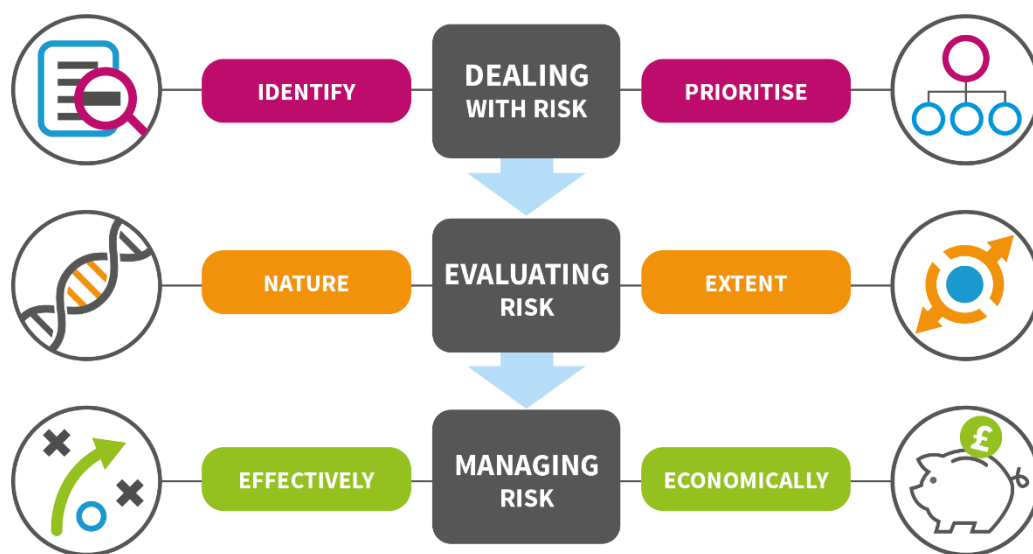 IDENTIFY
DEALING
WITH RISK
PRIORITISE
NATURE
EVALUATING
RISK
EXTENT
EFFECTIVELY
MANAGING
RISK
ECONOMICALLY
£